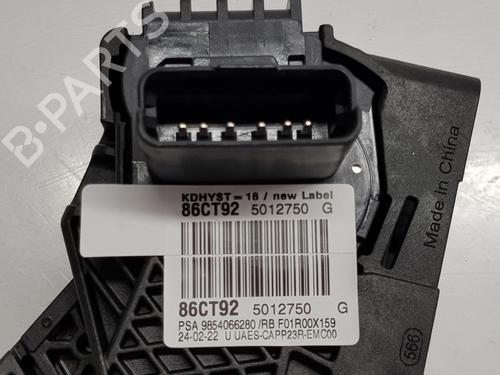 B-PARTS
KDHYST=18 / new Label
86CT92 5012750 G
86CT92 5012750 G
PSA 9854066280 /RB F01R00X159
24-02-22 U UAES-CAPP23R-EMC00
Made in China
566